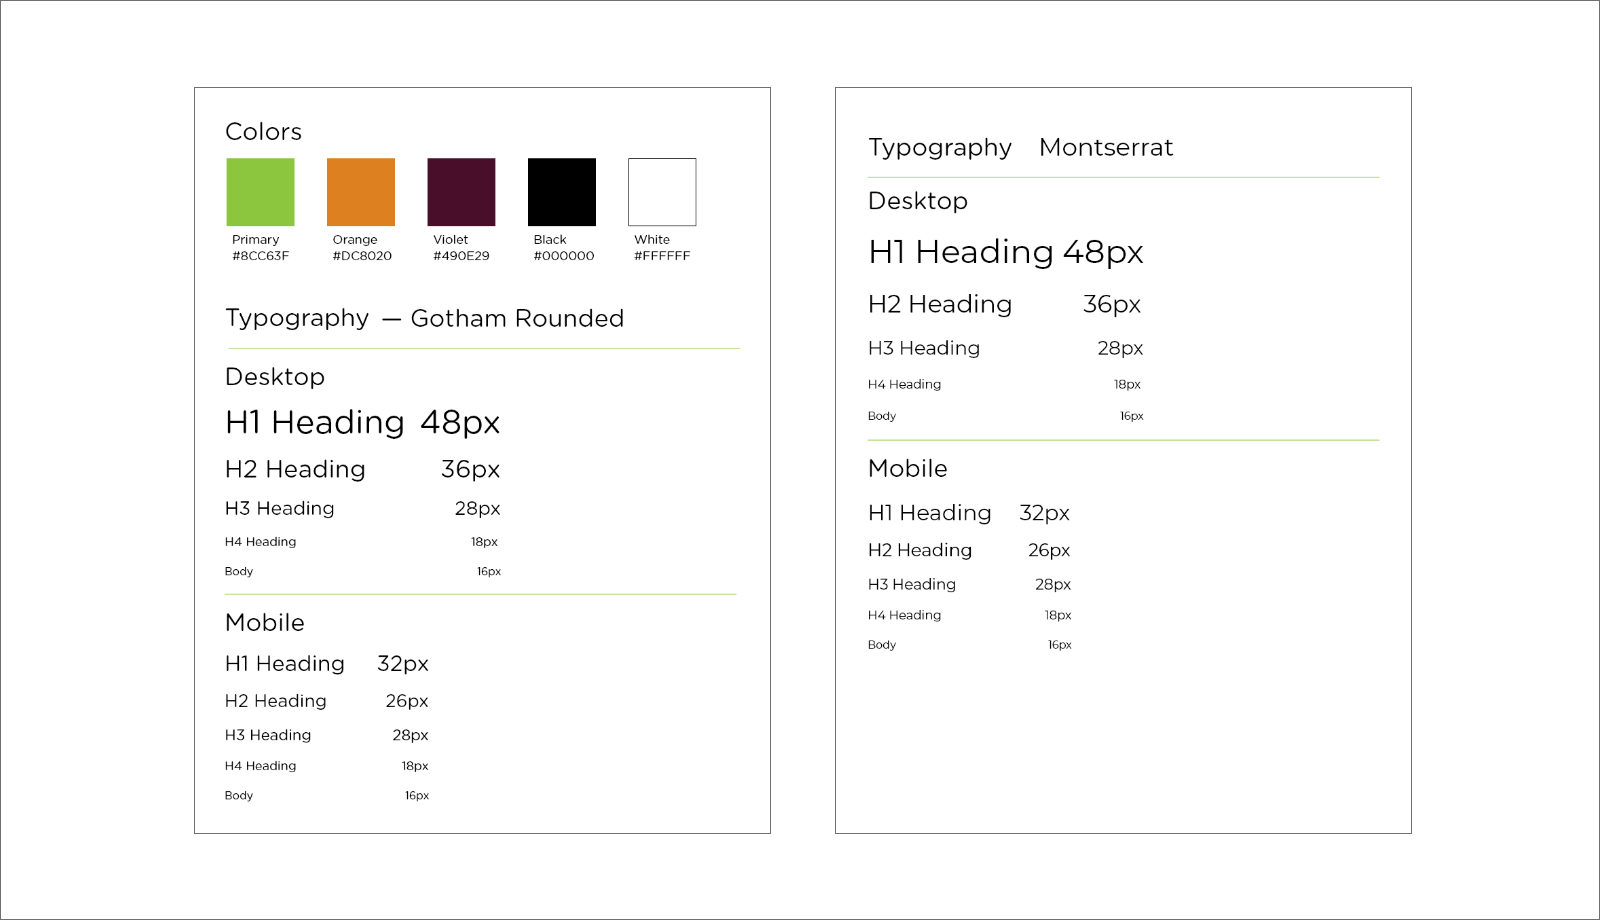 Colors
Primary
#8CC63F
Orange
#DC8020
Violet
#490E29
Black
#000000
White
#FFFFFF
Typography — Gotham Rounded
Desktop
H1 Heading 48px
H2 Heading 36px
H3 Heading 28px
H4 Heading 18px
Body 16px
Mobile
H1 Heading 32px
H2 Heading 26px
H3 Heading 28px
H4 Heading 18px
Body 16px
Typography Montserrat
Desktop
H1 Heading 48px
H2 Heading 36px
H3 Heading 28px
H4 Heading 18px
Body 16px
Mobile
H1 Heading 32px
H2 Heading 26px
H3 Heading 28px
H4 Heading 18px
Body 16px